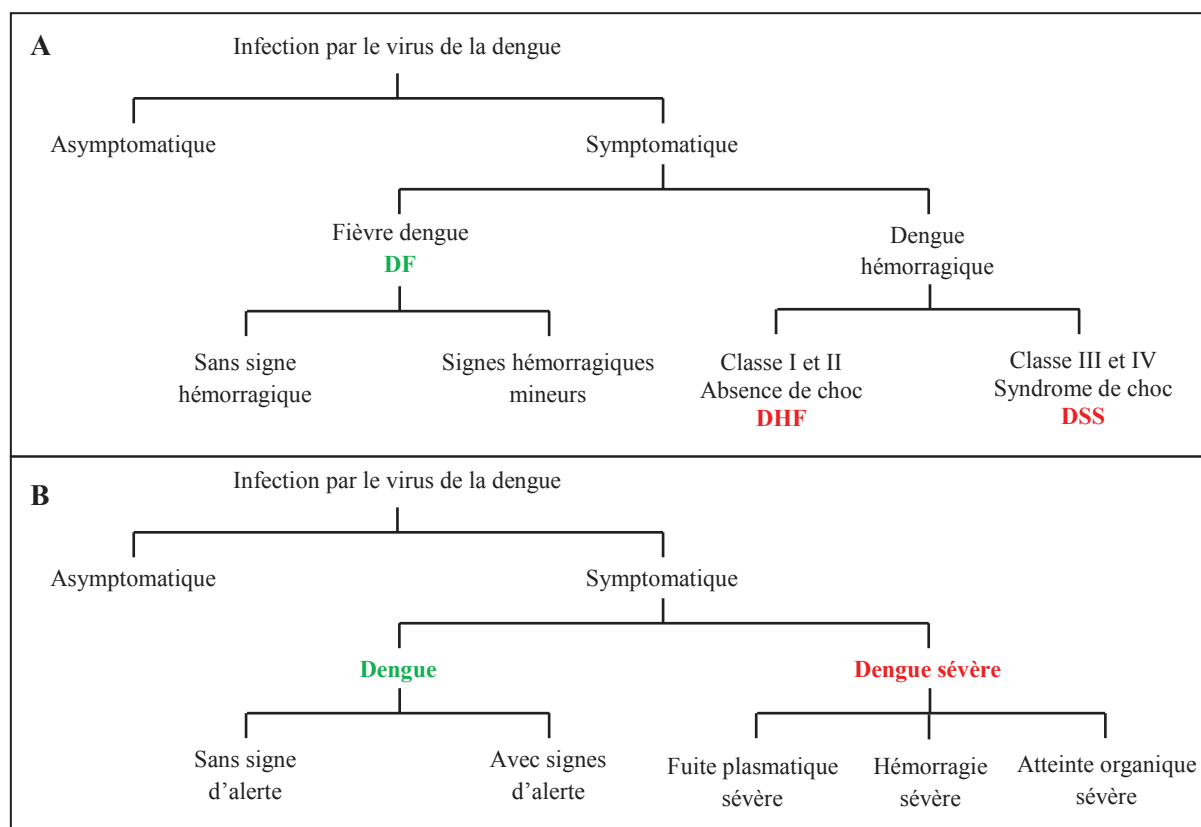 A
Infection par le virus de la dengue
Asymptomatique
Symptomatique
Fièvre dengue
DF
Dengue
hémorragique
Sans signe
hémorragique
Signes hémorragiques
mineurs
Classe I et II
Absence de choc
DHF
Classe III et IV
Syndrome de choc
DSS
B
Infection par le virus de la dengue
Asymptomatique
Symptomatique
Dengue
Dengue sévère
Sans signe
d'alerte
Avec signes
d'alerte
Fuite plasmatique
sévère
Hémorragie
sévère
Atteinte organique
sévère